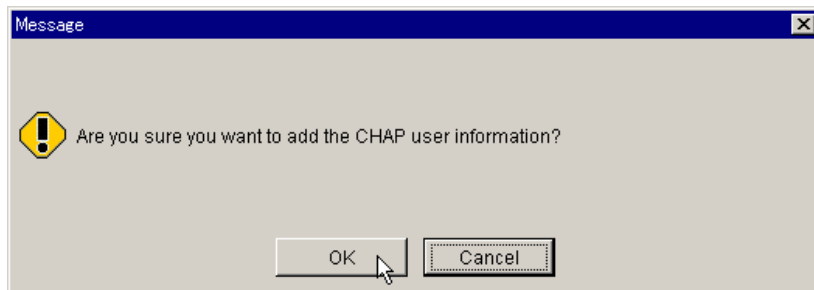 Message
Are you sure you want to add the CHAP user information?
OK
Cancel